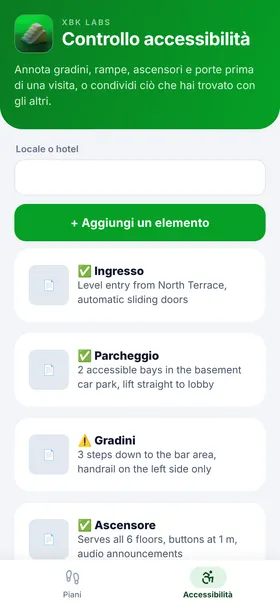 XBK LABS
Controllo accessibilità
Annota gradini, rampe, ascensori e porte prima
di una visita, o condividi ciò che hai trovato con
gli altri.
Locale o hotel
+ Aggiungi un elemento
✅ Ingresso
Level entry from North Terrace,
automatic sliding doors
✅ Parcheggio
2 accessible bays in the basement
car park, lift straight to lobby
⚠️ Gradini
3 steps down to the bar area,
handrail on the left side only
✅ Ascensore
Serves all 6 floors, buttons at 1 m,
audio announcements
Piani
Accessibilità